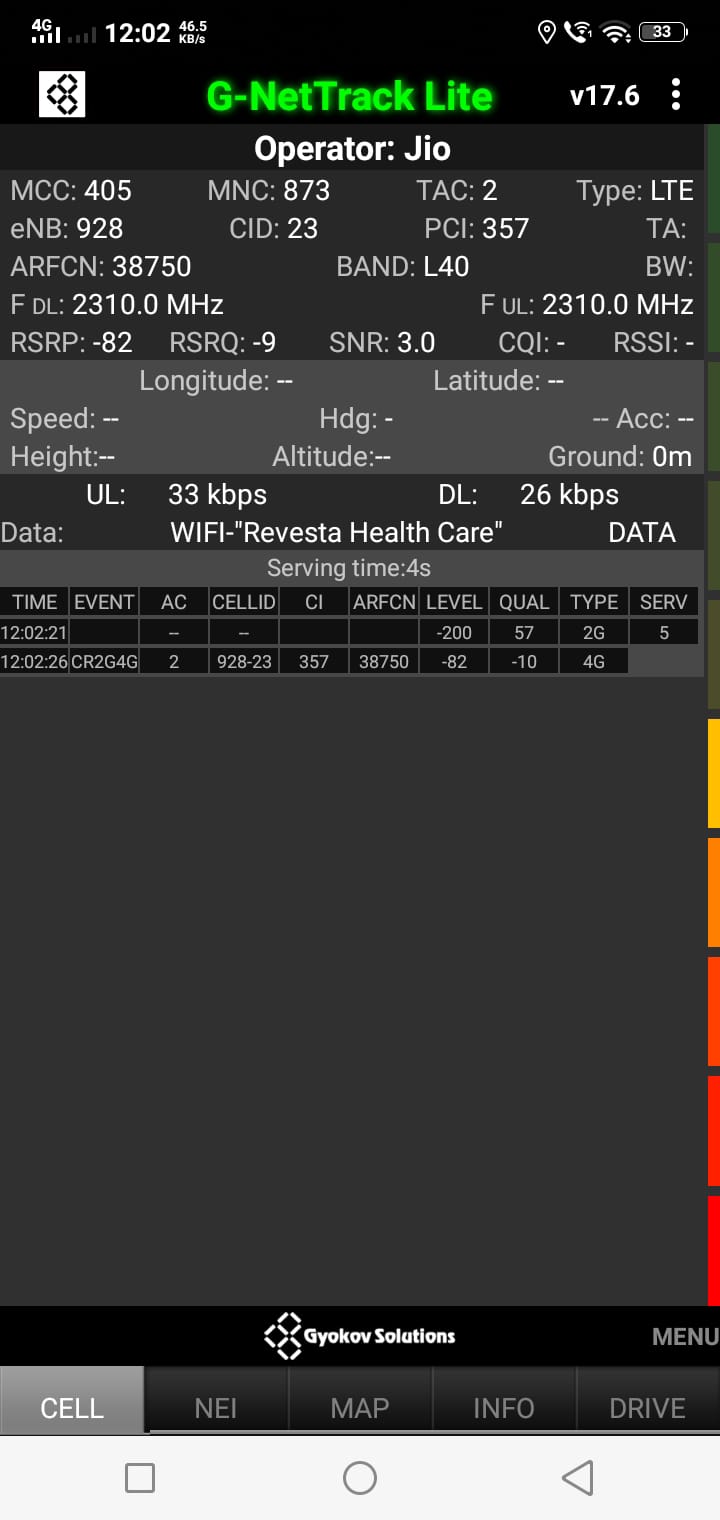 4G 12:02 46.5 KB/s 1 33
G-NetTrack Lite v17.6
Operator: Jio
MCC: 405 MNC: 873 TAC: 2 Type: LTE
eNB: 928 CID: 23 PCI: 357 TA:
ARFCN: 38750 BAND: L40 BW:
F DL: 2310.0 MHz F UL: 2310.0 MHz
RSRP: -82 RSRQ: -9 SNR: 3.0 CQI: - RSSI: -
Longitude: -- Latitude: --
Speed: -- Hdg: - -- Acc: --
Height:-- Altitude:-- Ground: 0m
UL: 33 kbps DL: 26 kbps
Data: WIFI-"Revesta Health Care" DATA
Serving time:4s
TIME EVENT AC CELLID CI ARFCN LEVEL QUAL TYPE SERV
12:02:21 -- -- -200 57 2G 5
12:02:26 CR2G4G 2 928-23 357 38750 -82 -10 4G
Gyokov Solutions MENU
CELL NEI MAP INFO DRIVE